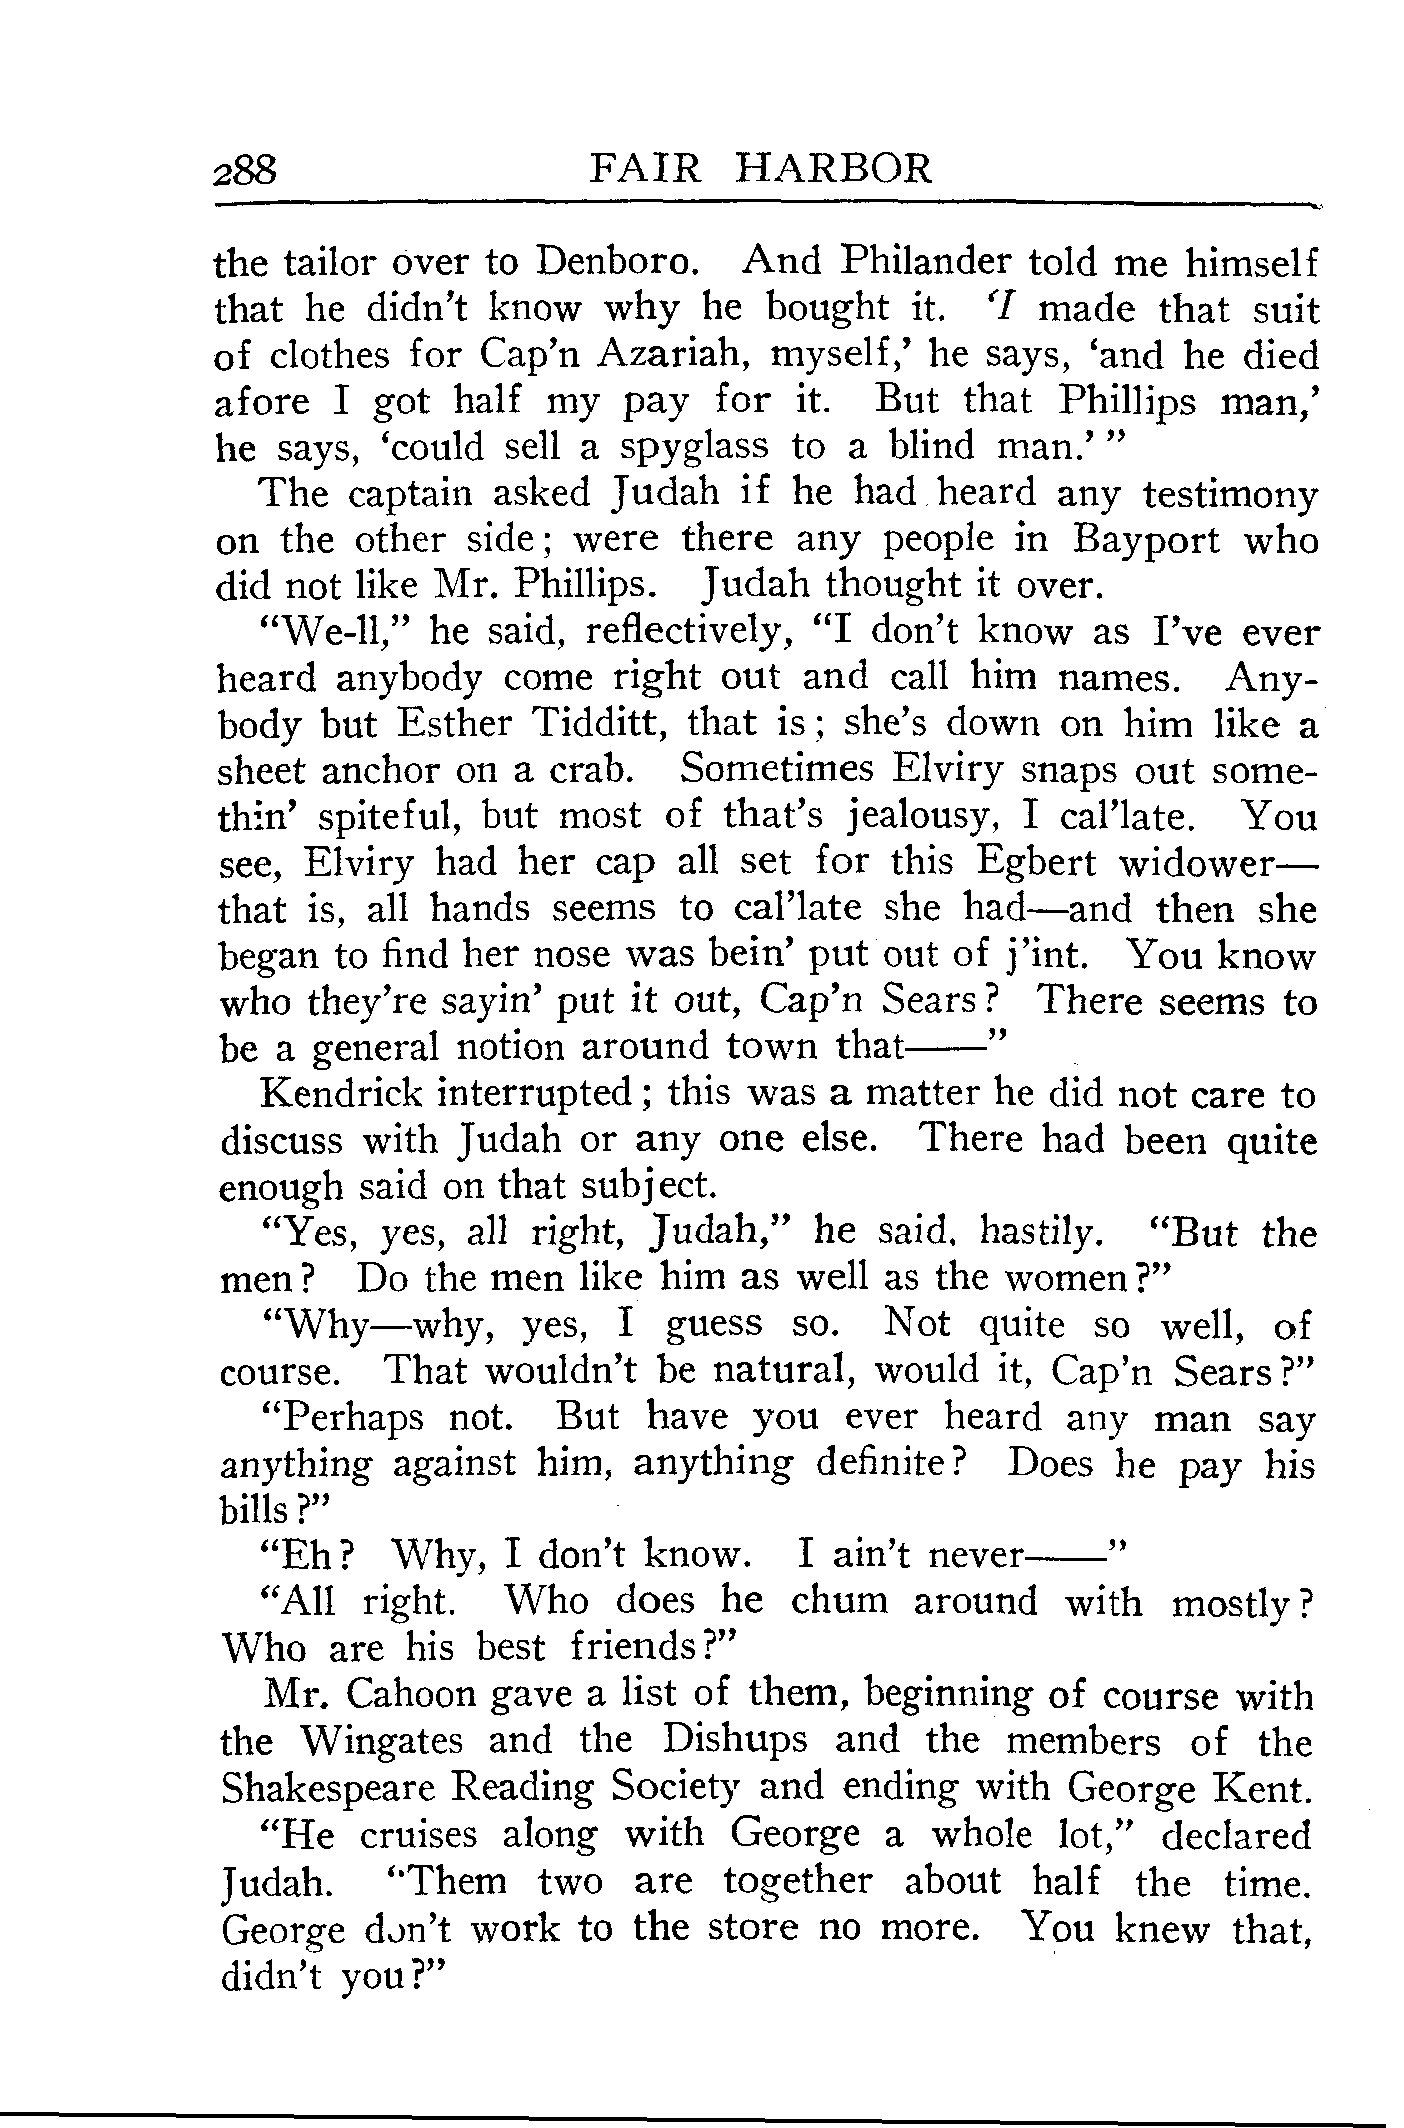 288 FAIR HARBOR
the tailor over to Denboro. And Philander told me himself
that he didn't know why he bought it. ‘I made that suit
of clothes for Cap'n Azariah, myself,’ he says, ‘and he died
afore I got half my pay for it. But that Phillips man,’
he says, ‘could sell a spyglass to a blind man.’ ”
The captain asked Judah if he had heard any testimony
on the other side; were there any people in Bayport who
did not like Mr. Phillips. Judah thought it over.
“We-ll,” he said, reflectively, “I don't know as I've ever
heard anybody come right out and call him names. Any-
body but Esther Tidditt, that is; she's down on him like a
sheet anchor on a crab. Sometimes Elviry snaps out some-
thin' spiteful, but most of that's jealousy, I cal'late. You
see, Elviry had her cap all set for this Egbert widower—
that is, all hands seems to cal'late she had—and then she
began to find her nose was bein' put out of j'int. You know
who they're sayin' put it out, Cap'n Sears? There seems to
be a general notion around town that——”
Kendrick interrupted; this was a matter he did not care to
discuss with Judah or any one else. There had been quite
enough said on that subject.
“Yes, yes, all right, Judah,” he said, hastily. “But the
men? Do the men like him as well as the women?”
“Why—why, yes, I guess so. Not quite so well, of
course. That wouldn't be natural, would it, Cap'n Sears?”
“Perhaps not. But have you ever heard any man say
anything against him, anything definite? Does he pay his
bills?”
“Eh? Why, I don't know. I ain't never——”
“All right. Who does he chum around with mostly?
Who are his best friends?”
Mr. Cahoon gave a list of them, beginning of course with
the Wingates and the Dishups and the members of the
Shakespeare Reading Society and ending with George Kent.
“He cruises along with George a whole lot,” declared
Judah. “Them two are together about half the time.
George don't work to the store no more. You knew that,
didn't you?”